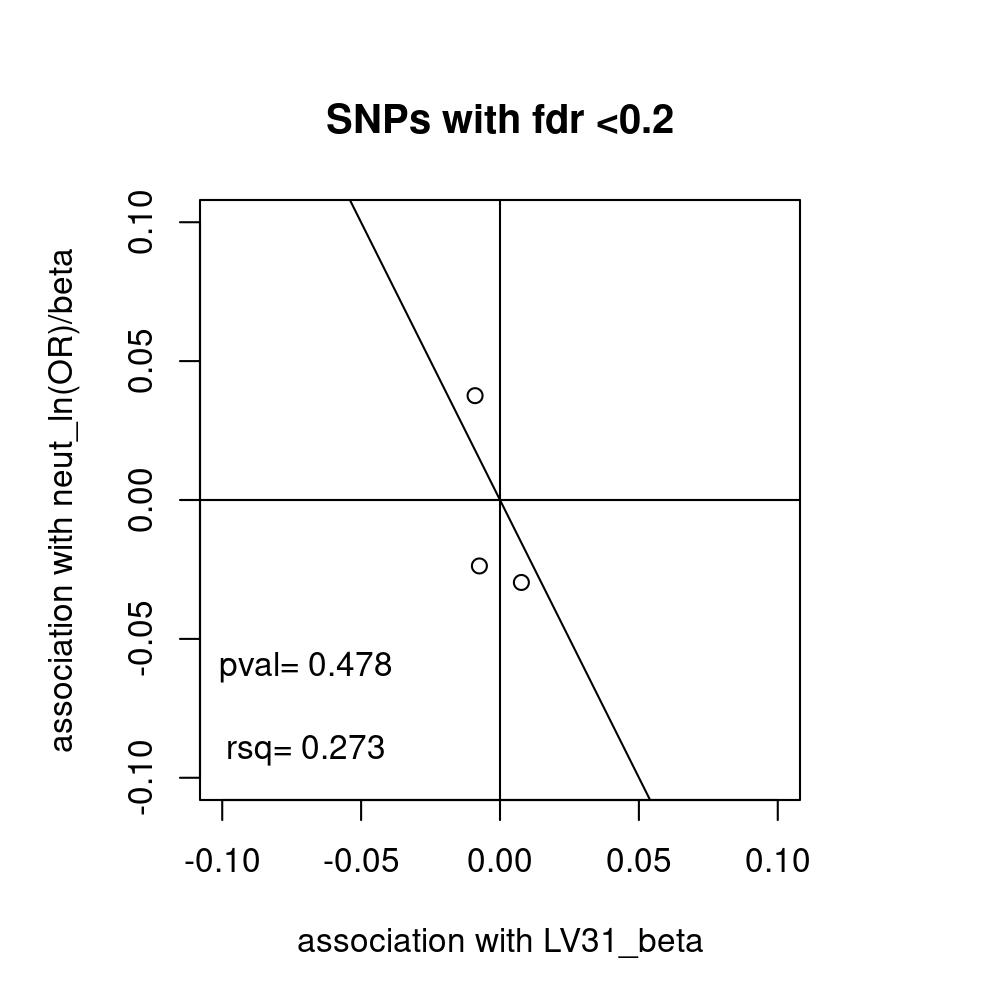 SNPs with fdr <0.2
association with neut_ln(OR)/beta
0.10
0.05
0.00
-0.05
-0.10
pval= 0.478
rsq= 0.273
-0.10 -0.05 0.00 0.05 0.10
association with LV31_beta